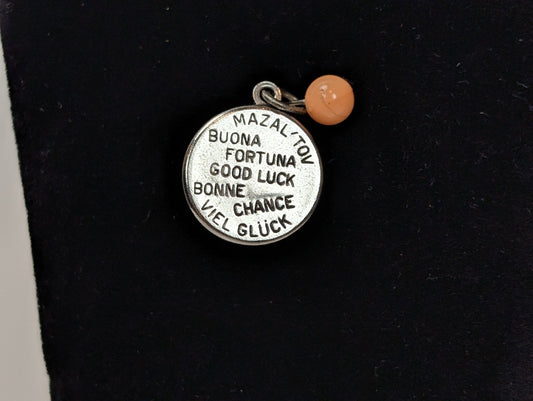 MAZAL'TOV
BUONA
FORTUNA
GOOD LUCK
BONNE
CHANCE
VIEL GLÜCK